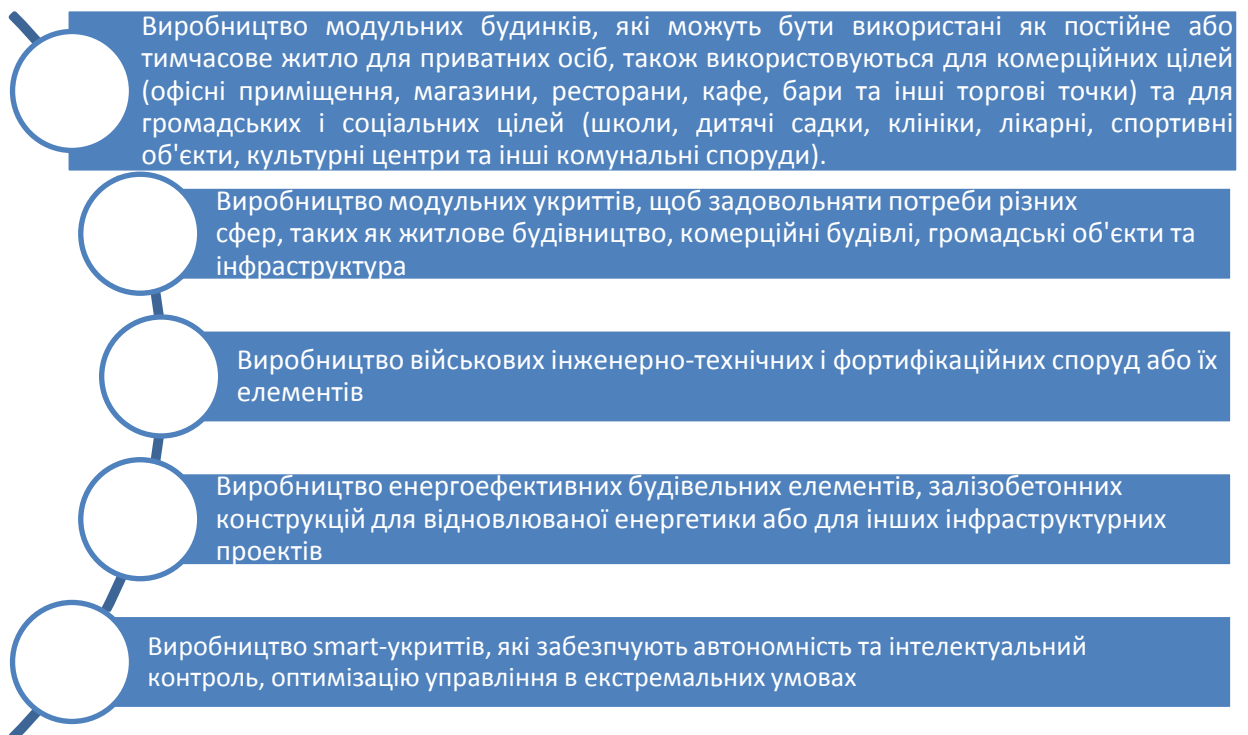 Виробництво модульних будинків, які можуть бути використані як постійне або
тимчасове житло для приватних осіб, також використовуються для комерційних цілей
(офісні приміщення, магазини, ресторани, кафе, бари та інші торгові точки) та для
громадських і соціальних цілей (школи, дитячі садки, клініки, лікарні, спортивні
об'єкти, культурні центри та інші комунальні споруди).
Виробництво модульних укриттів, щоб задовольняти потреби різних
сфер, таких як житлове будівництво, комерційні будівлі, громадські об'єкти та
інфраструктура
Виробництво військових інженерно-технічних і фортифікаційних споруд або їх
елементів
Виробництво енергоефективних будівельних елементів, залізобетонних
конструкцій для відновлюваної енергетики або для інших інфраструктурних
проектів
Виробництво smart-укриттів, які забезпчують автономність та інтелектуальний
контроль, оптимізацію управління в екстремальних умовах